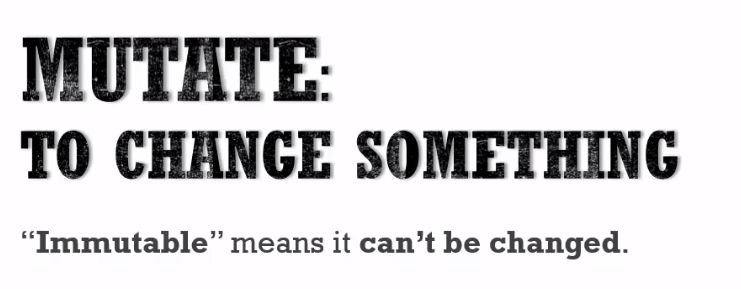 MUTATE:
TO CHANGE SOMETHING
“Immutable” means it can’t be changed.